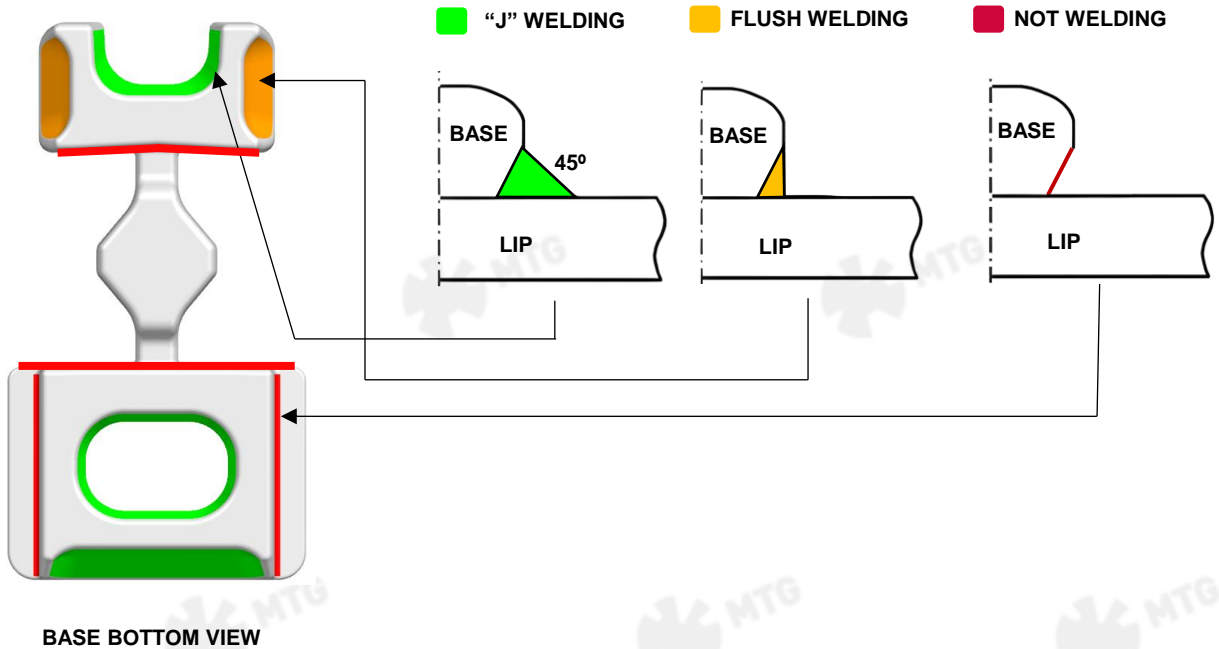 “J” WELDING
FLUSH WELDING
NOT WELDING
BASE
45º
LIP
BASE
LIP
BASE
LIP
MTG
MTG
MTG
MTG
MTG
BASE BOTTOM VIEW